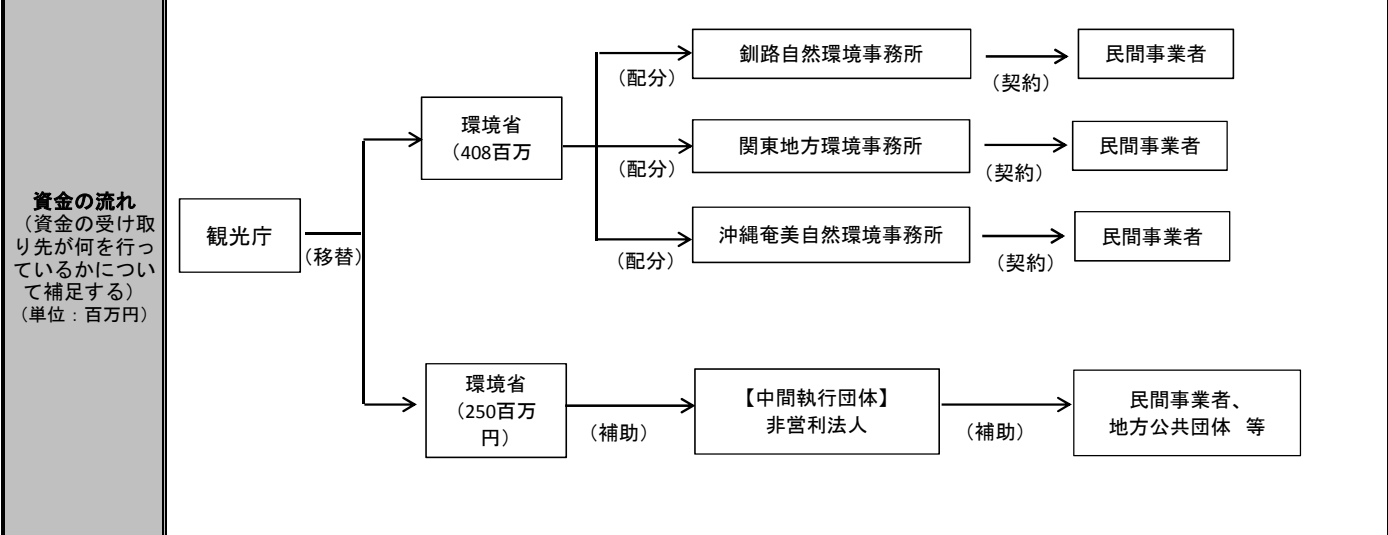 資金の流れ
（資金の受け取
り先が何を行っ
ているかについ
て補足する）
（単位：百万円）
観光庁
（移替）
環境省
（408百万
（配分）
釧路自然環境事務所
（契約）
民間事業者
（配分）
関東地方環境事務所
（契約）
民間事業者
（配分）
沖縄奄美自然環境事務所
（契約）
民間事業者
環境省
（250百万
円）
（補助）
【中間執行団体】
非営利法人
（補助）
民間事業者、
地方公共団体 等